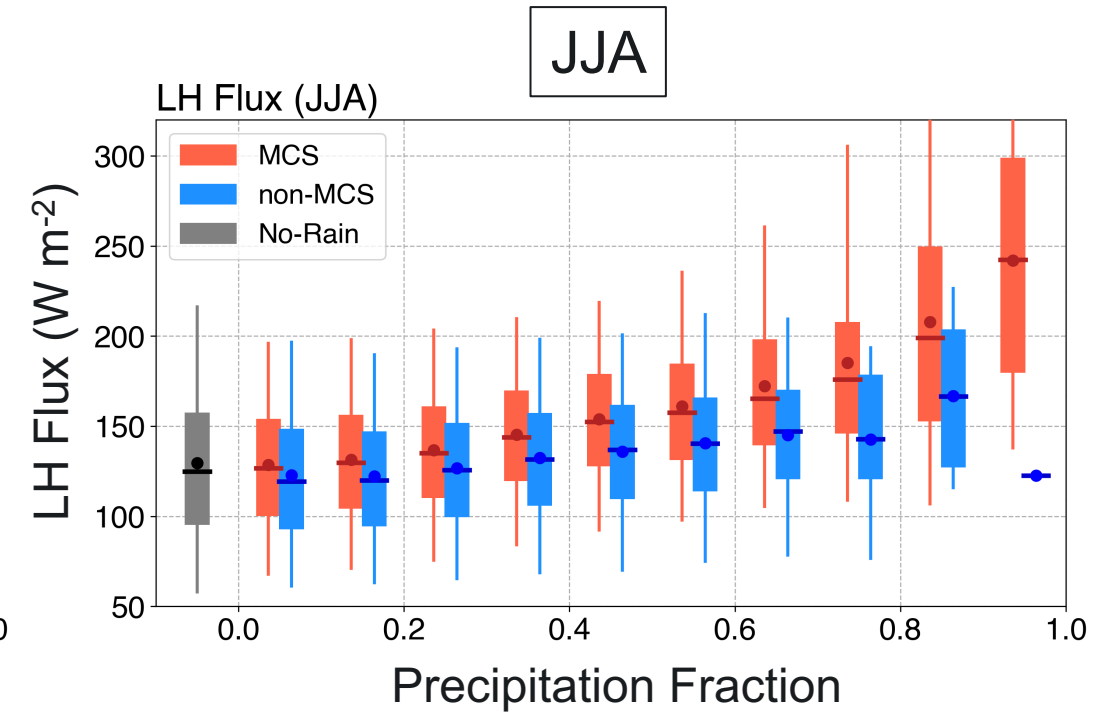 JJA
LH Flux (JJA)
MCS
non-MCS
No-Rain
LH Flux (W m-2)
300
250
200
150
100
50
0
0.0 0.2 0.4 0.6 0.8 1.0
Precipitation Fraction